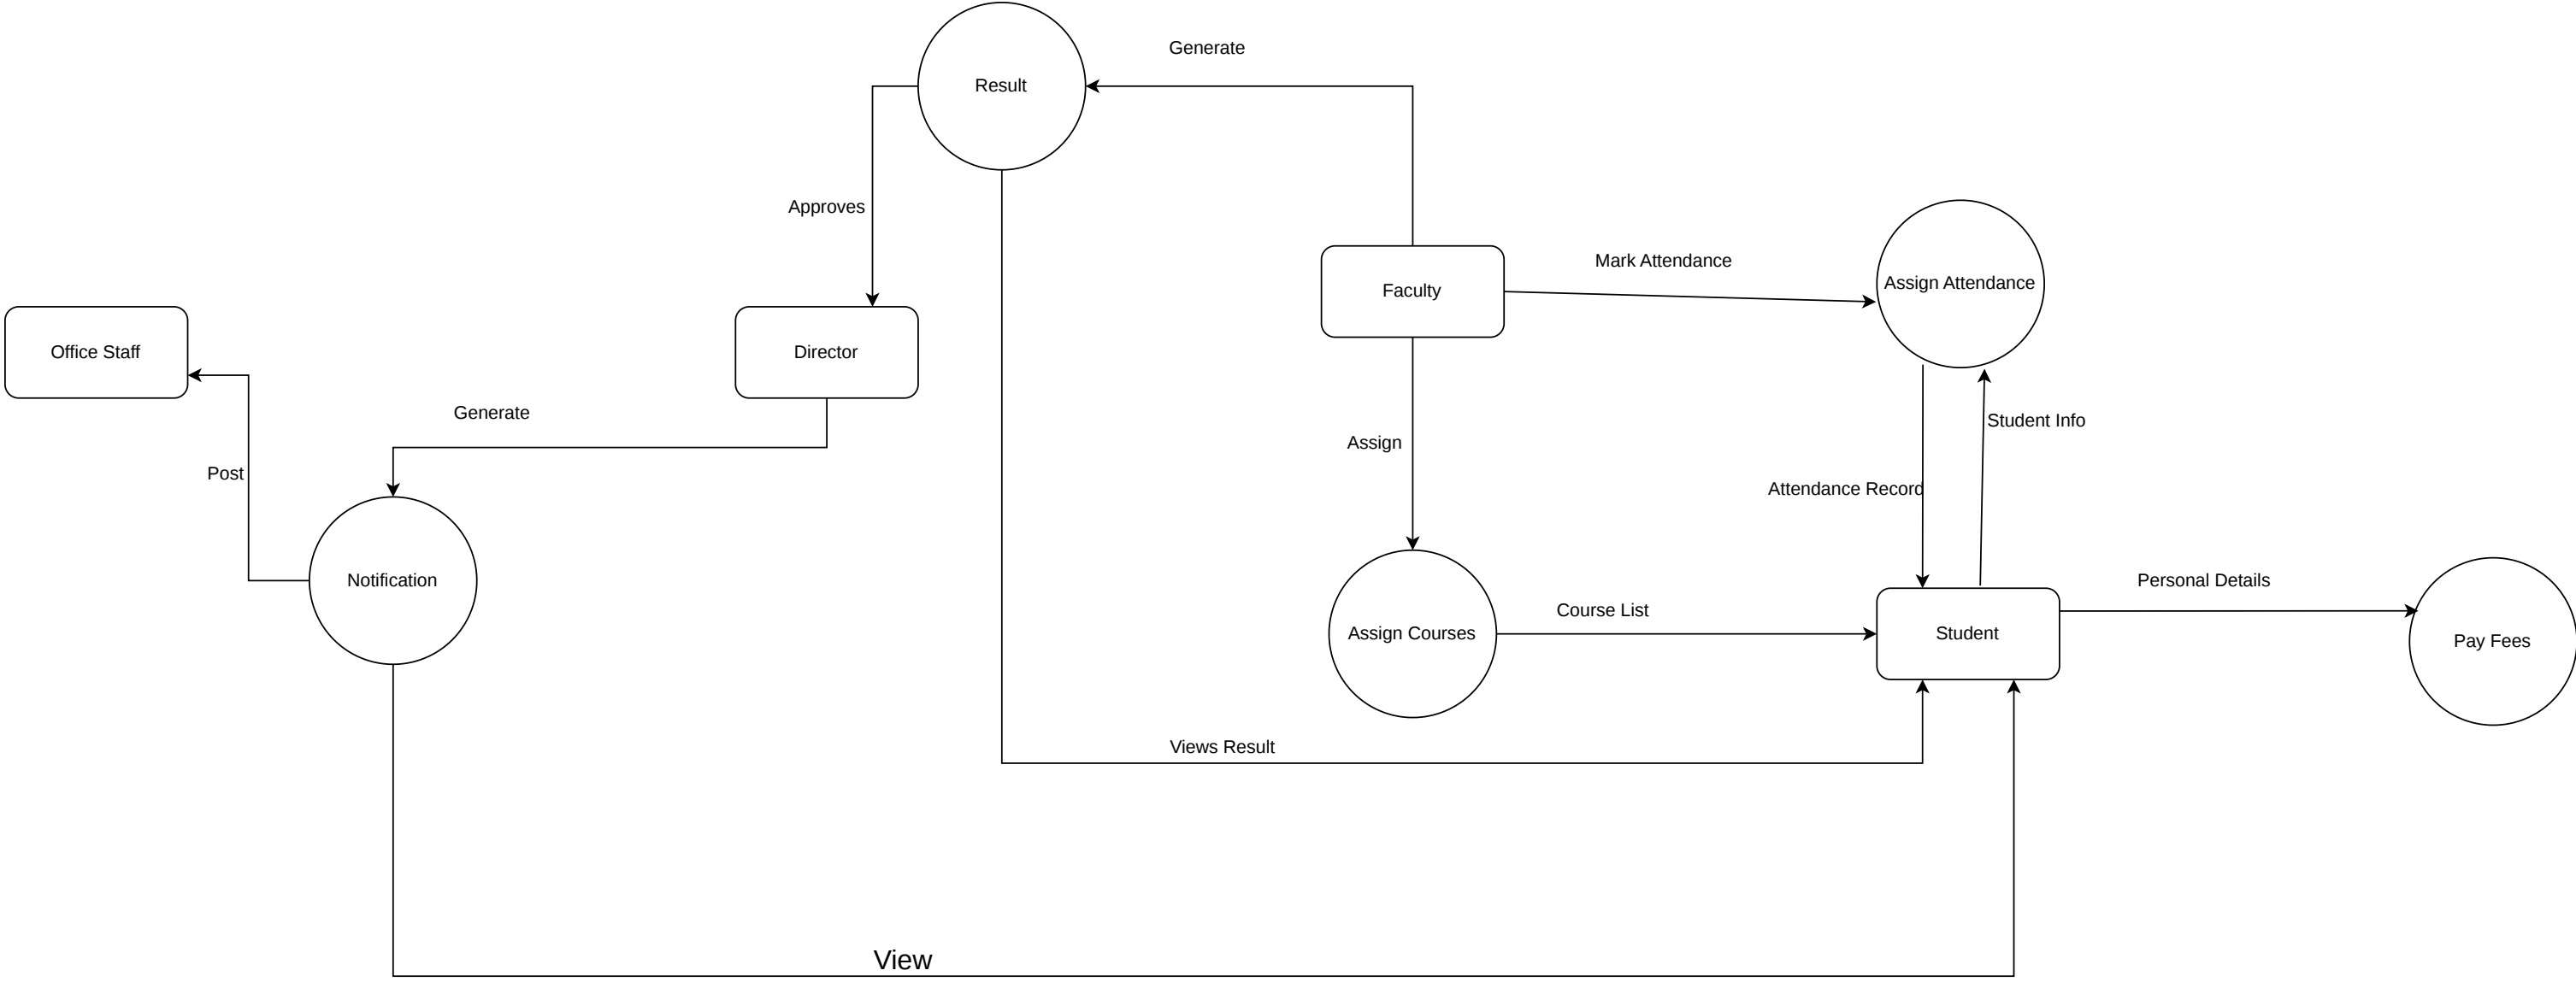 Generate
Result
Approves
Mark Attendance
Assign Attendance
Faculty
Office Staff
Director
Generate
Student Info
Assign
Post
Attendance Record
Notification
Personal Details
Course List
Assign Courses
Student
Pay Fees
Views Result
View